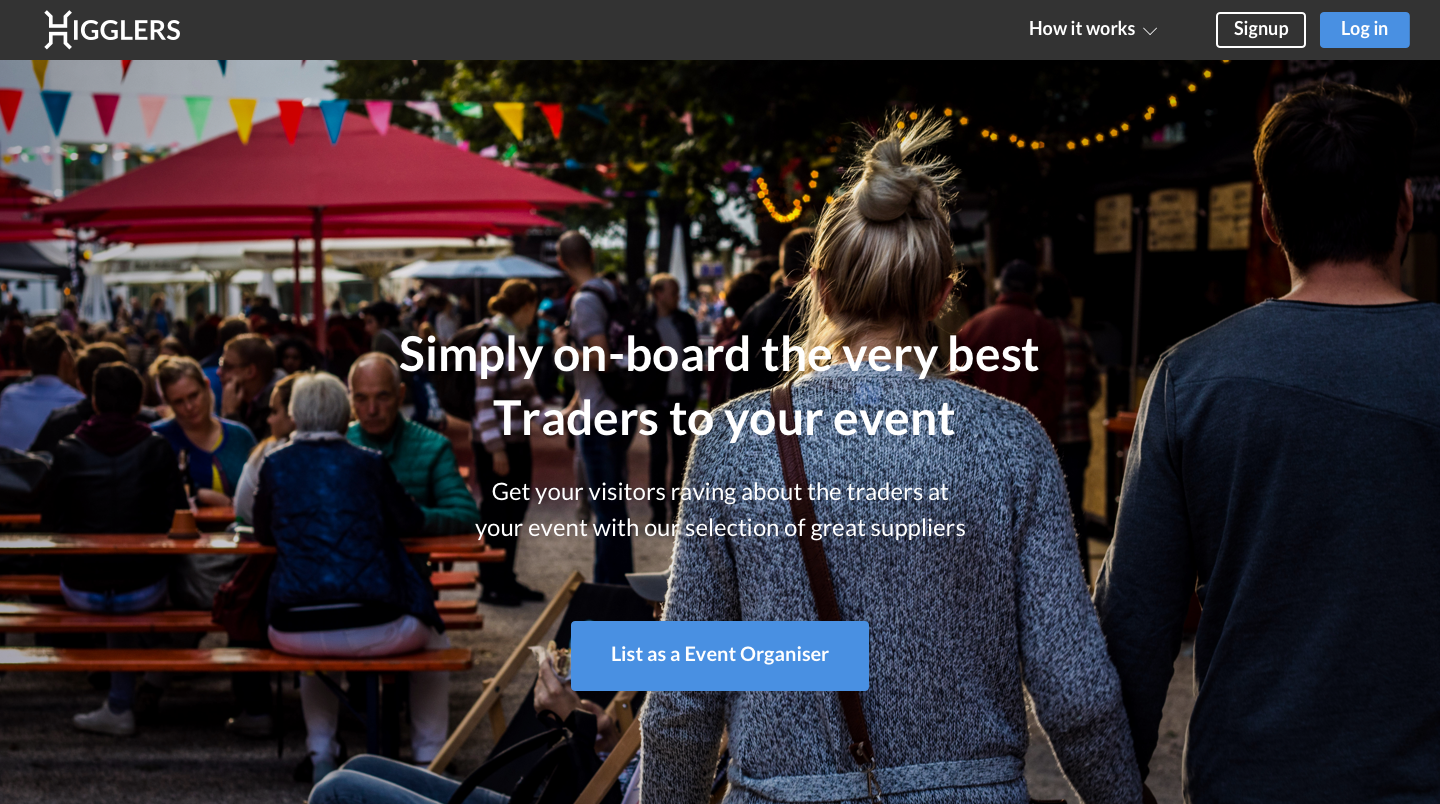 HIGGLERS
How it works
Signup
Log in
Simply on-board the very best
Traders to your event
Get your visitors raving about the traders at
your event with our selection of great suppliers
List as a Event Organiser